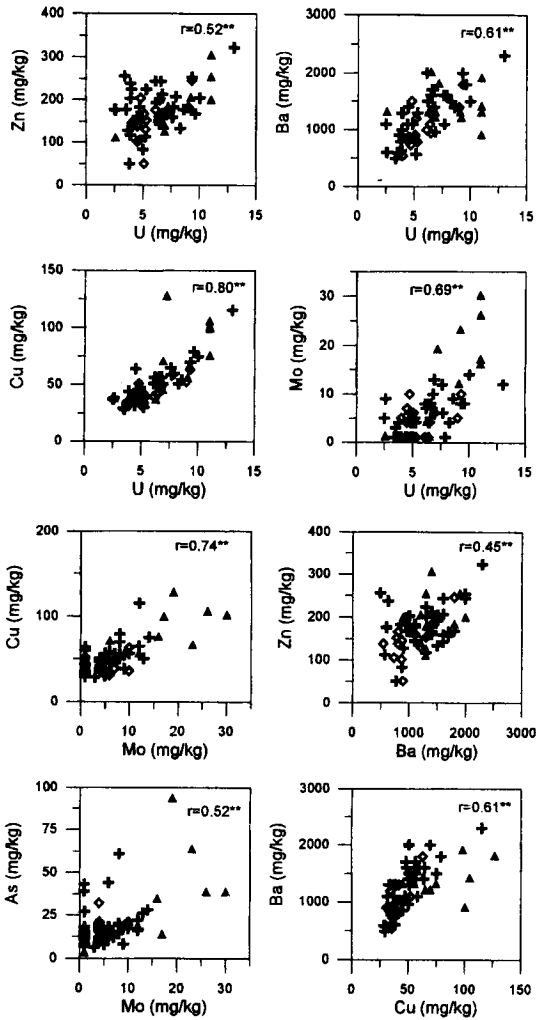 400
300
200
100
0
Zn (mg/kg)
r=0.52**
0 5 10 15
U (mg/kg)
3000
2000
1000
0
Ba (mg/kg)
r=0.61**
0 5 10 15
U (mg/kg)
150
100
50
0
Cu (mg/kg)
r=0.80**
0 5 10 15
U (mg/kg)
30
20
10
0
Mo (mg/kg)
r=0.69**
0 5 10 15
U (mg/kg)
200
100
0
Cu (mg/kg)
r=0.74**
0 10 20 30
Mo (mg/kg)
400
300
200
100
0
Zn (mg/kg)
r=0.45**
0 1000 2000 3000
Ba (mg/kg)
100
75
50
25
0
As (mg/kg)
r=0.52**
0 10 20 30
Mo (mg/kg)
3000
2000
1000
0
Ba (mg/kg)
r=0.61**
0 50 100 150
Cu (mg/kg)